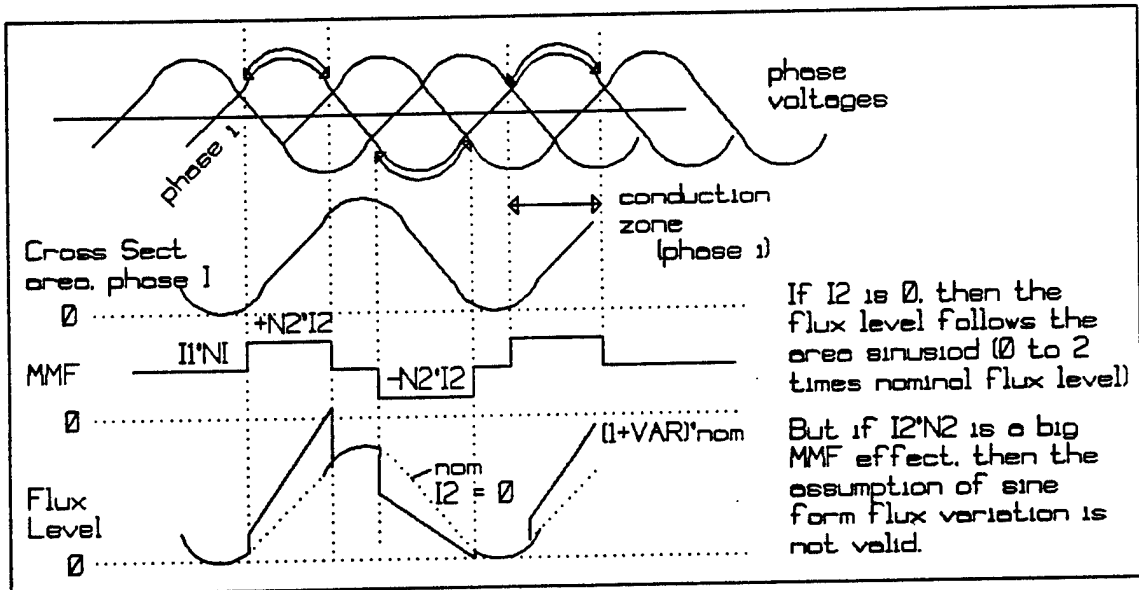 phase
voltages
phase 1
conduction
zone
(phase 1)
Cross Sect
area, phase I
0
+N2*I2
I1*NI
MMF
-N2*I2
0
(1+VAR)*nom
nom
I2 = 0
Flux
Level
0
If I2 is 0, then the
flux level follows the
area sinusiod (0 to 2
times nominal flux level)
But if I2*N2 is a big
MMF effect, then the
assumption of sine
form flux variation is
not valid.